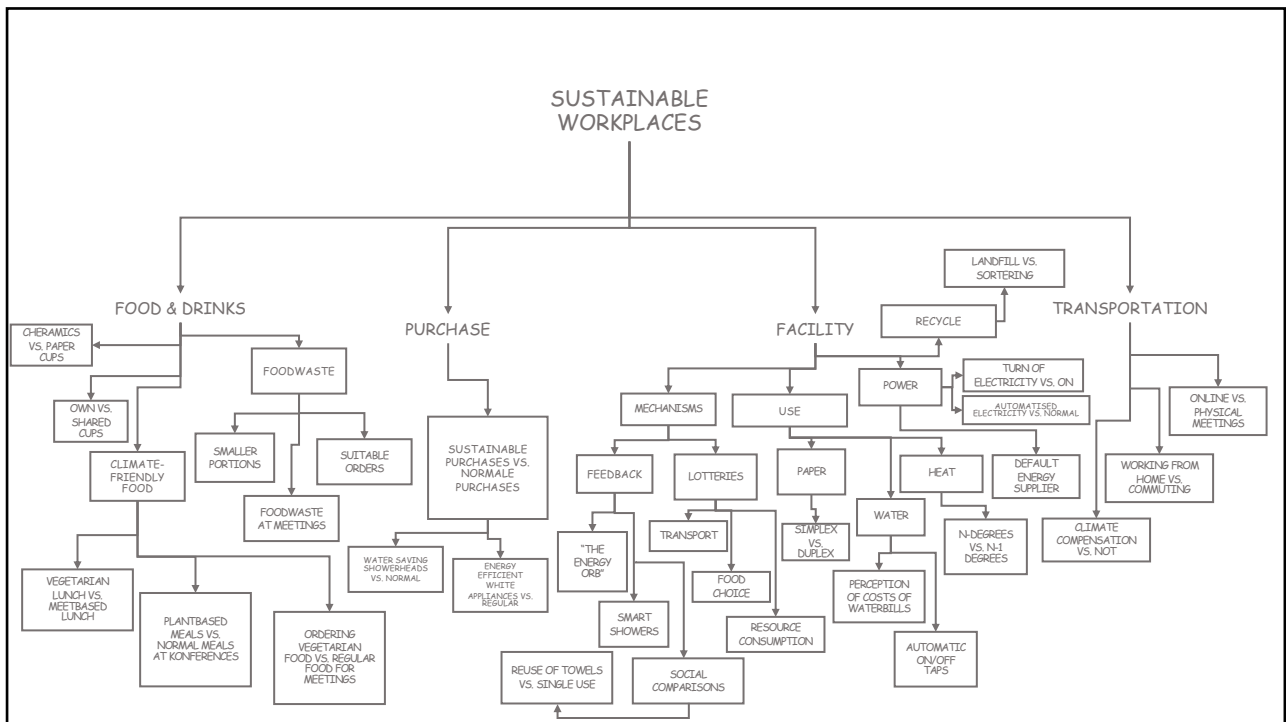 SUSTAINABLE
WORKPLACES
FOOD & DRINKS
PURCHASE
FACILITY
TRANSPORTATION
LANDFILL VS.
SORTERING
RECYCLE
CHERAMICS
VS. PAPER
CUPS
FOODWASTE
OWN VS.
SHARED
CUPS
SMALLER
PORTIONS
SUITABLE
ORDERS
CLIMATE-
FRIENDLY
FOOD
FOODWASTE
AT MEETINGS
VEGETARIAN
LUNCH VS.
MEETBASED
LUNCH
PLANTBASED
MEALS VS.
NORMAL MEALS
AT KONFERENCES
ORDERING
VEGETARIAN
FOOD VS. REGULAR
FOOD FOR
MEETINGS
SUSTAINABLE
PURCHASES VS.
NORMALE
PURCHASES
WATER SAVING
SHOWERHEADS
VS. NORMAL
ENERGY
EFFICIENT
WHITE
APPLIANCES VS.
REGULAR
MECHANISMS
USE
POWER
TURN OF
ELECTRICITY VS. ON
AUTOMATISED
ELECTRICITY VS. NORMAL
FEEDBACK
LOTTERIES
PAPER
HEAT
DEFAULT
ENERGY
SUPPLIER
"THE
ENERGY
ORB"
TRANSPORT
SIMPLEX
VS.
DUPLEX
WATER
N-DEGREES
VS. N-1
DEGREES
SMART
SHOWERS
FOOD
CHOICE
PERCEPTION
OF COSTS OF
WATERBILLS
RESOURCE
CONSUMPTION
AUTOMATIC
ON/OFF
TAPS
REUSE OF TOWELS
VS. SINGLE USE
SOCIAL
COMPARISONS
ONLINE VS.
PHYSICAL
MEETINGS
WORKING FROM
HOME VS.
COMMUTING
CLIMATE
COMPENSATION
VS. NOT